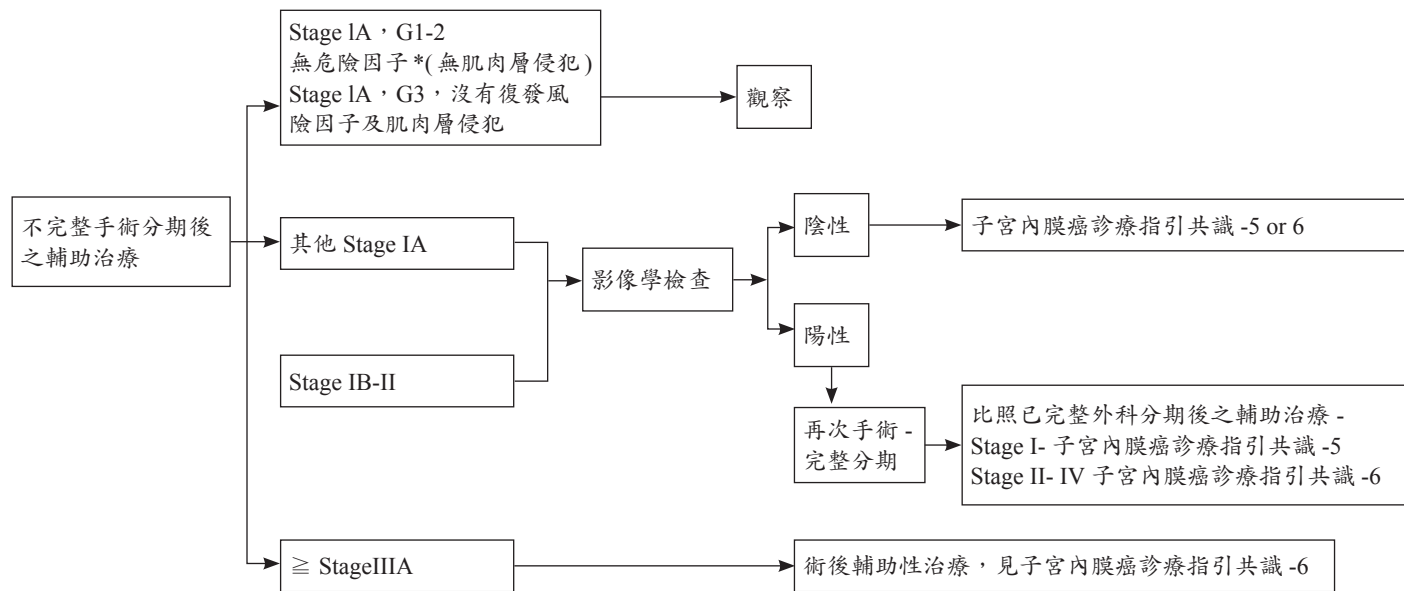 Stage lA，G1-2
無危險因子 *( 無肌肉層侵犯 )
Stage lA，G3，沒有復發風
險因子及肌肉層侵犯
觀察
不完整手術分期後
之輔助治療
其他 Stage IA
影像學檢查
陰性
子宮內膜癌診療指引共識 -5 or 6
陽性
Stage IB-II
再次手術 -
完整分期
比照已完整外科分期後之輔助治療 -
Stage I- 子宮內膜癌診療指引共識 -5
Stage II- IV 子宮內膜癌診療指引共識 -6
≧ StageIIIA
術後輔助性治療，見子宮內膜癌診療指引共識 -6